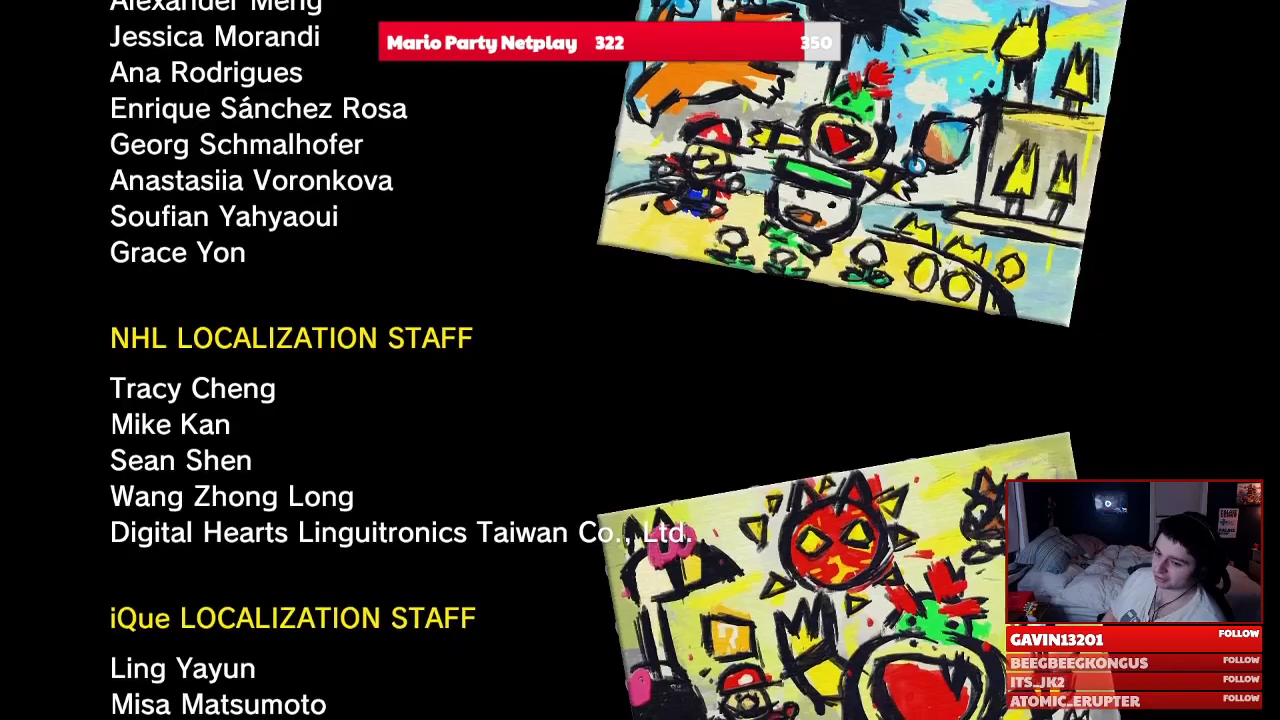 Mario Party Netplay 322 350
Jessica Morandi
Ana Rodrigues
Enrique Sánchez Rosa
Georg Schmalhofer
Anastasiia Voronkova
Soufian Yahyaoui
Grace Yon
NHL LOCALIZATION STAFF
Tracy Cheng
Mike Kan
Sean Shen
Wang Zhong Long
Digital Hearts Linguitronics Taiwan Co., Ltd.
iQue LOCALIZATION STAFF
Ling Yayun
Misa Matsumoto
GAVIN13201 FOLLOW
BEEGBEEGKONGUS FOLLOW
ITS_JK2 FOLLOW
ATOMIC_ERUPTER FOLLOW